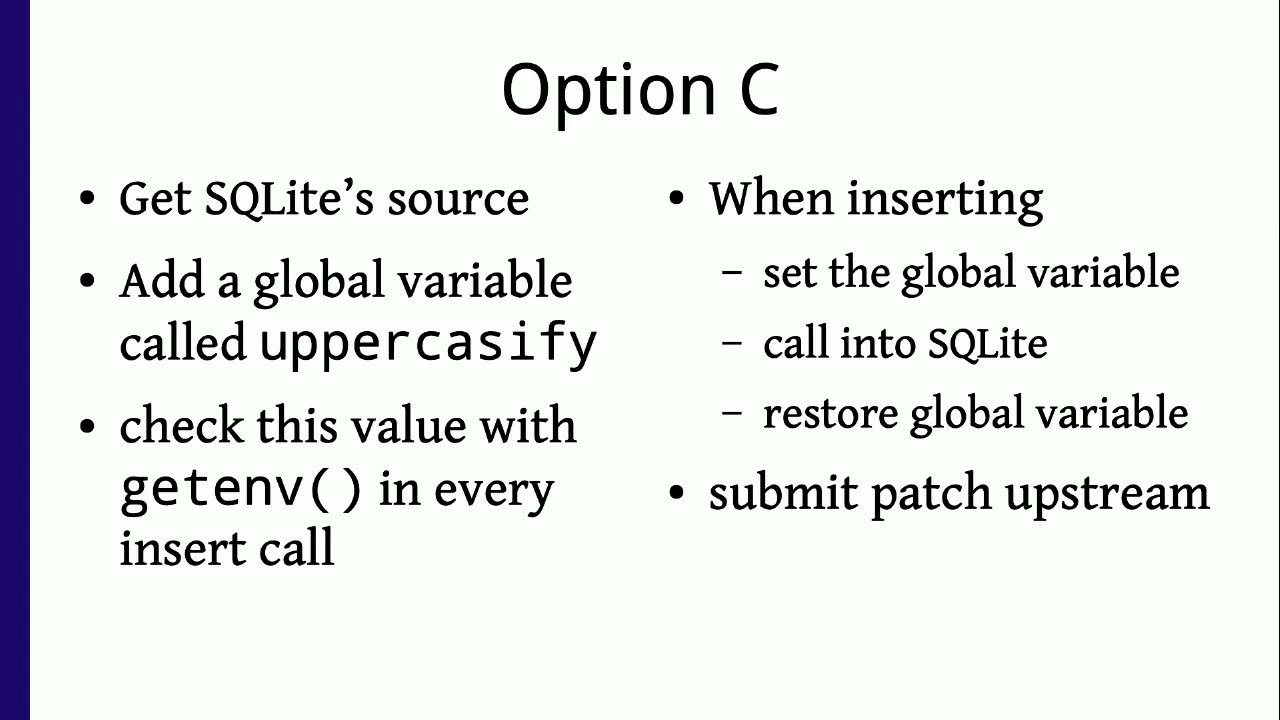 Option C
• Get SQLite’s source
• Add a global variable
called uppercasify
• check this value with
getenv() in every
insert call
• When inserting
– set the global variable
– call into SQLite
– restore global variable
• submit patch upstream